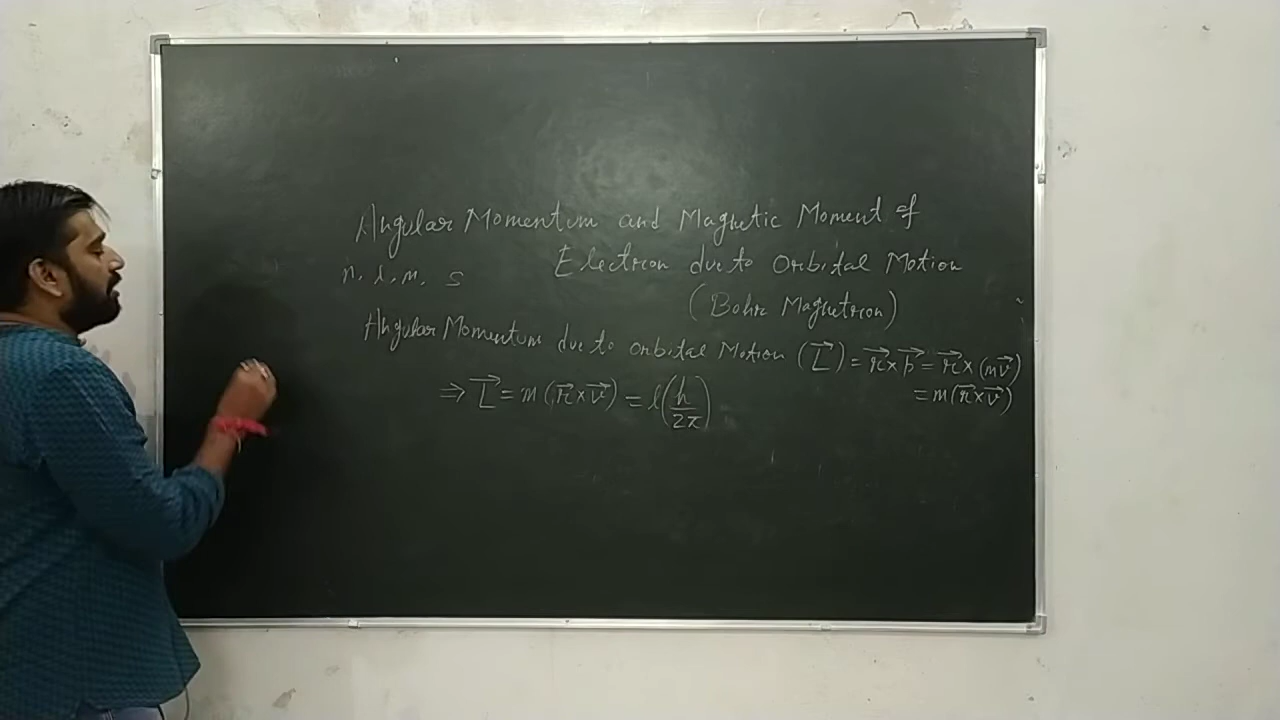 Angular Momentum and Magnetic Moment of
Electron due to Orbital Motion
n, l, m, s
(Bohr Magnetron)
Angular Momentum due to orbital Motion (L⃗) = r⃗ × p⃗ = r⃗ × (mv⃗)
= m(r⃗ × v⃗)
⇒ L⃗ = m(r⃗ × v⃗) = l(h/2π)